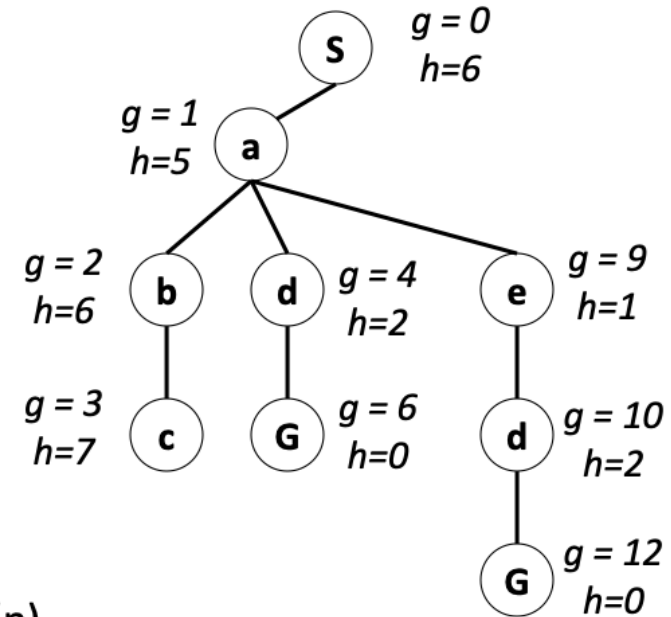 S
g = 0
h=6
g = 1
h=5
a
g = 2
h=6
b
d
g = 4
h=2
e
g = 9
h=1
g = 3
h=7
c
G
g = 6
h=0
d
g = 10
h=2
G
g = 12
h=0